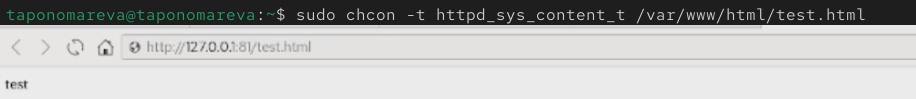 taponomareva@taponomareva:~$ sudo chcon -t httpd_sys_content_t /var/www/html/test.html
http://127.0.0.1:81/test.html
test